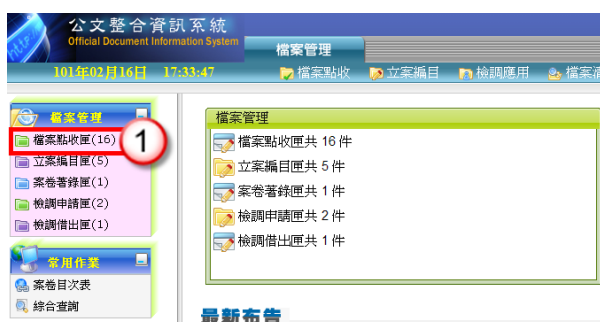 公文整合資訊系統
Official Document Information System
檔案管理
101年02月16日 17:33:47
檔案點收 立案編目 檢調應用
檔案管理
檔案點收匣(16)
1
立案編目匣(5)
案卷著錄匣(1)
檢調申請匣(2)
檢調借出匣(1)
常用作業
案卷目次表
綜合查詢
檔案管理
檔案點收匣共 16 件
立案編目匣共 5 件
案卷著錄匣共 1 件
檢調申請匣共 2 件
檢調借出匣共 1 件
最新布告